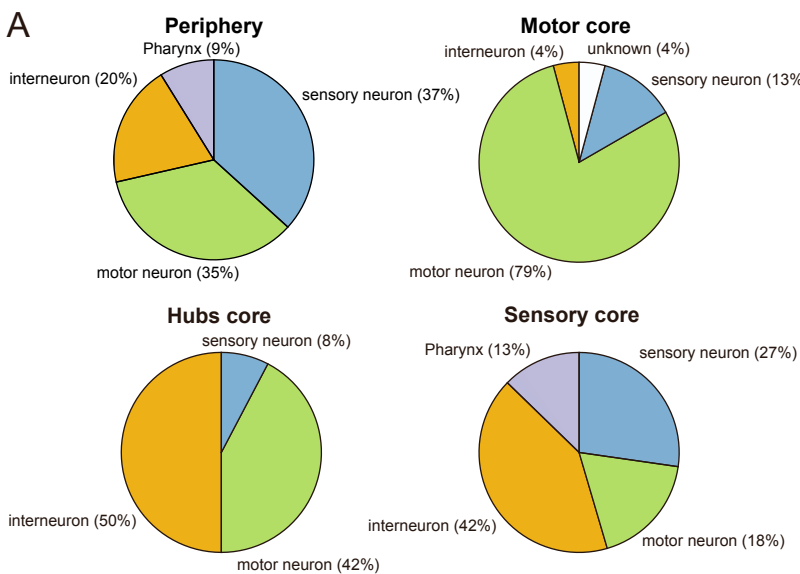 A
Periphery
Pharynx (9%)
interneuron (20%)
sensory neuron (37%)
motor neuron (35%)
Motor core
interneuron (4%)
unknown (4%)
sensory neuron (13%
motor neuron (79%)
Hubs core
sensory neuron (8%)
interneuron (50%)
motor neuron (42%)
Sensory core
Pharynx (13%)
sensory neuron (27%)
interneuron (42%)
motor neuron (18%)